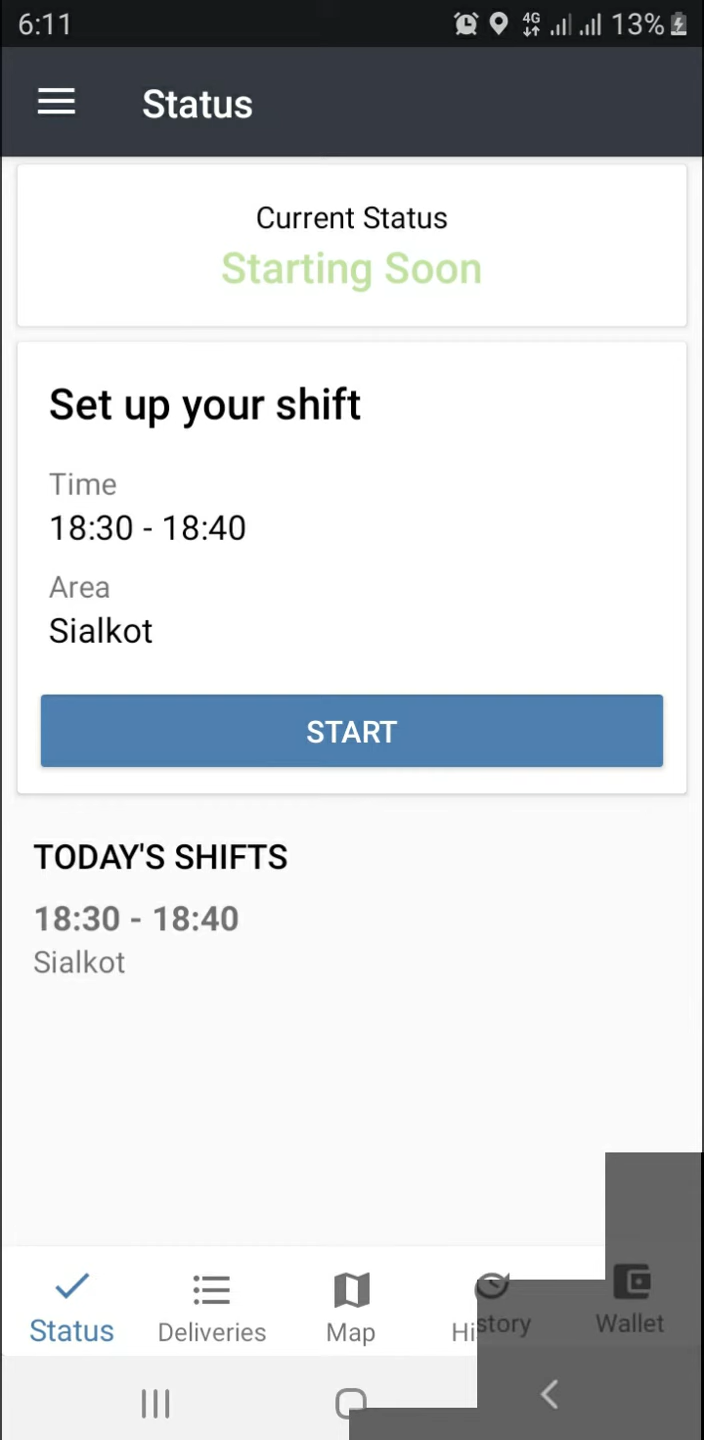 6:11
4G
13%
Status
Current Status
Starting Soon
Set up your shift
Time
18:30 - 18:40
Area
Sialkot
START
TODAY'S SHIFTS
18:30 - 18:40
Sialkot
Status Deliveries Map History Wallet